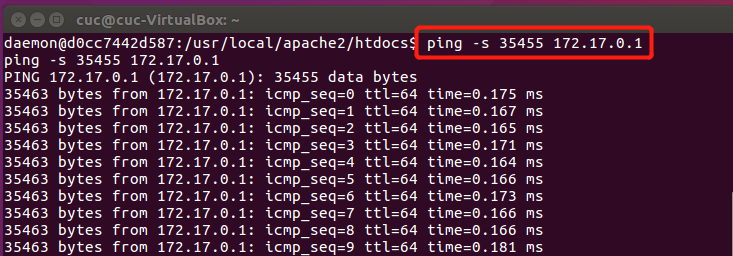 cuc@cuc-VirtualBox: ~
daemon@d0cc7442d587:/usr/local/apache2/htdocs$ ping -s 35455 172.17.0.1
ping -s 35455 172.17.0.1
PING 172.17.0.1 (172.17.0.1): 35455 data bytes
35463 bytes from 172.17.0.1: icmp_seq=0 ttl=64 time=0.175 ms
35463 bytes from 172.17.0.1: icmp_seq=1 ttl=64 time=0.167 ms
35463 bytes from 172.17.0.1: icmp_seq=2 ttl=64 time=0.165 ms
35463 bytes from 172.17.0.1: icmp_seq=3 ttl=64 time=0.171 ms
35463 bytes from 172.17.0.1: icmp_seq=4 ttl=64 time=0.164 ms
35463 bytes from 172.17.0.1: icmp_seq=5 ttl=64 time=0.166 ms
35463 bytes from 172.17.0.1: icmp_seq=6 ttl=64 time=0.173 ms
35463 bytes from 172.17.0.1: icmp_seq=7 ttl=64 time=0.166 ms
35463 bytes from 172.17.0.1: icmp_seq=8 ttl=64 time=0.166 ms
35463 bytes from 172.17.0.1: icmp_seq=9 ttl=64 time=0.181 ms